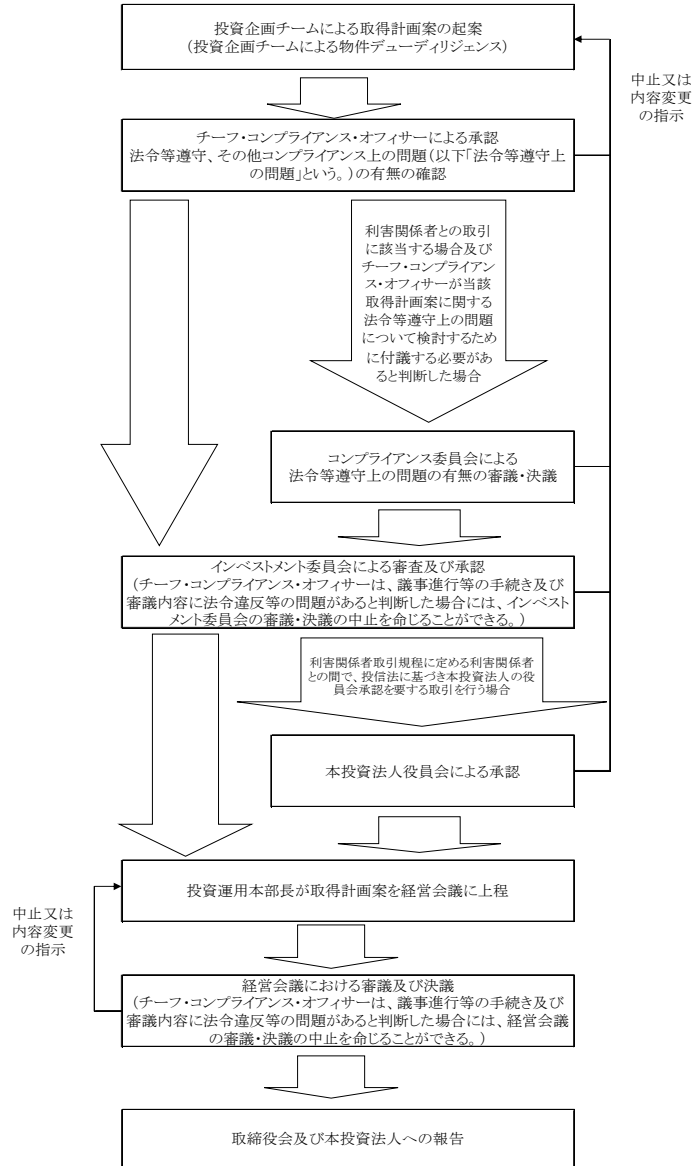 投資企画チームによる取得計画案の起案
(投資企画チームによる物件デューディリジェンス)
中止又は
内容変更
の指示
チーフ・コンプライアンス・オフィサーによる承認
法令等遵守、その他コンプライアンス上の問題(以下「法令等遵守上
の問題」という。)の有無の確認
利害関係者との取引
に該当する場合及び
チーフ・コンプライアン
ス・オフィサーが当該
取得計画案に関する
法令等遵守上の問題
について検討するため
に付議する必要があ
ると判断した場合
コンプライアンス委員会による
法令等遵守上の問題の有無の審議・決議
インベストメント委員会による審査及び承認
(チーフ・コンプライアンス・オフィサーは、議事進行等の手続き及び
審議内容に法令違反等の問題があると判断した場合には、インベスト
メント委員会の審議・決議の中止を命じることができる。)
利害関係者取引規程に定める利害関係者
との間で、投信法に基づき本投資法人の役
員会承認を要する取引を行う場合
本投資法人役員会による承認
投資運用本部長が取得計画案を経営会議に上程
中止又は
内容変更
の指示
経営会議における審議及び決議
(チーフ・コンプライアンス・オフィサーは、議事進行等の手続き及び
審議内容に法令違反等の問題があると判断した場合には、経営会議
の審議・決議の中止を命じることができる。)
取締役会及び本投資法人への報告